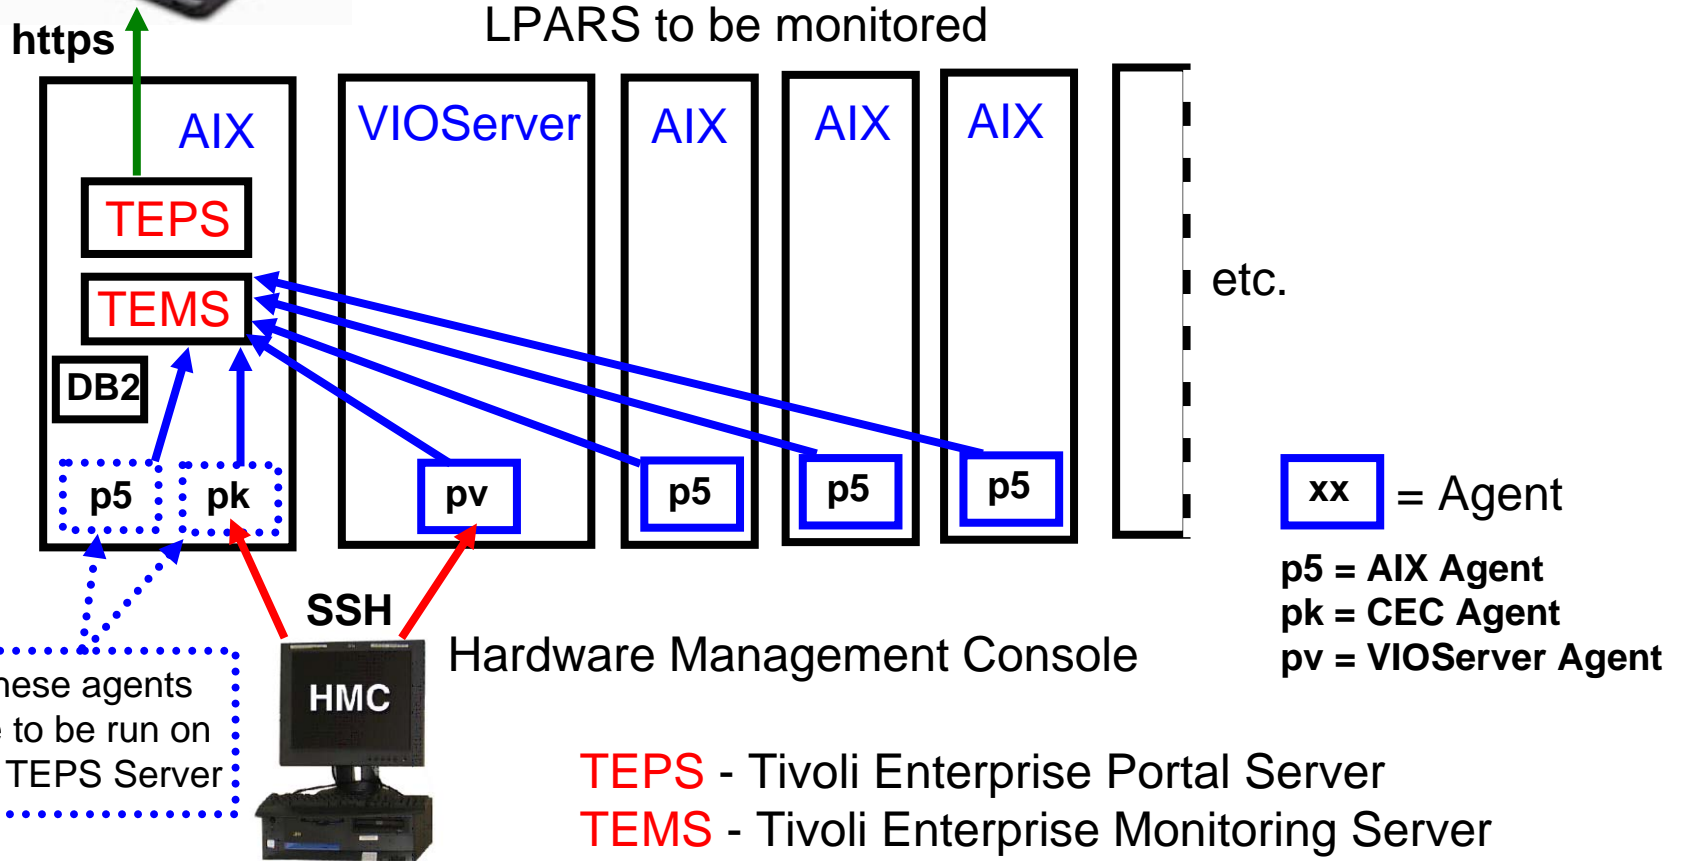 LPARS to be monitored
https
AIX
VIOServer
AIX
AIX
AIX
TEPS
TEMS
etc.
DB2
p5
pk
pv
p5
p5
p5
xx = Agent
p5 = AIX Agent
pk = CEC Agent
pv = VIOServer Agent
SSH
Hardware Management Console
HMC
agents
to be run on
TEPS Server
TEPS - Tivoli Enterprise Portal Server
TEMS - Tivoli Enterprise Monitoring Server